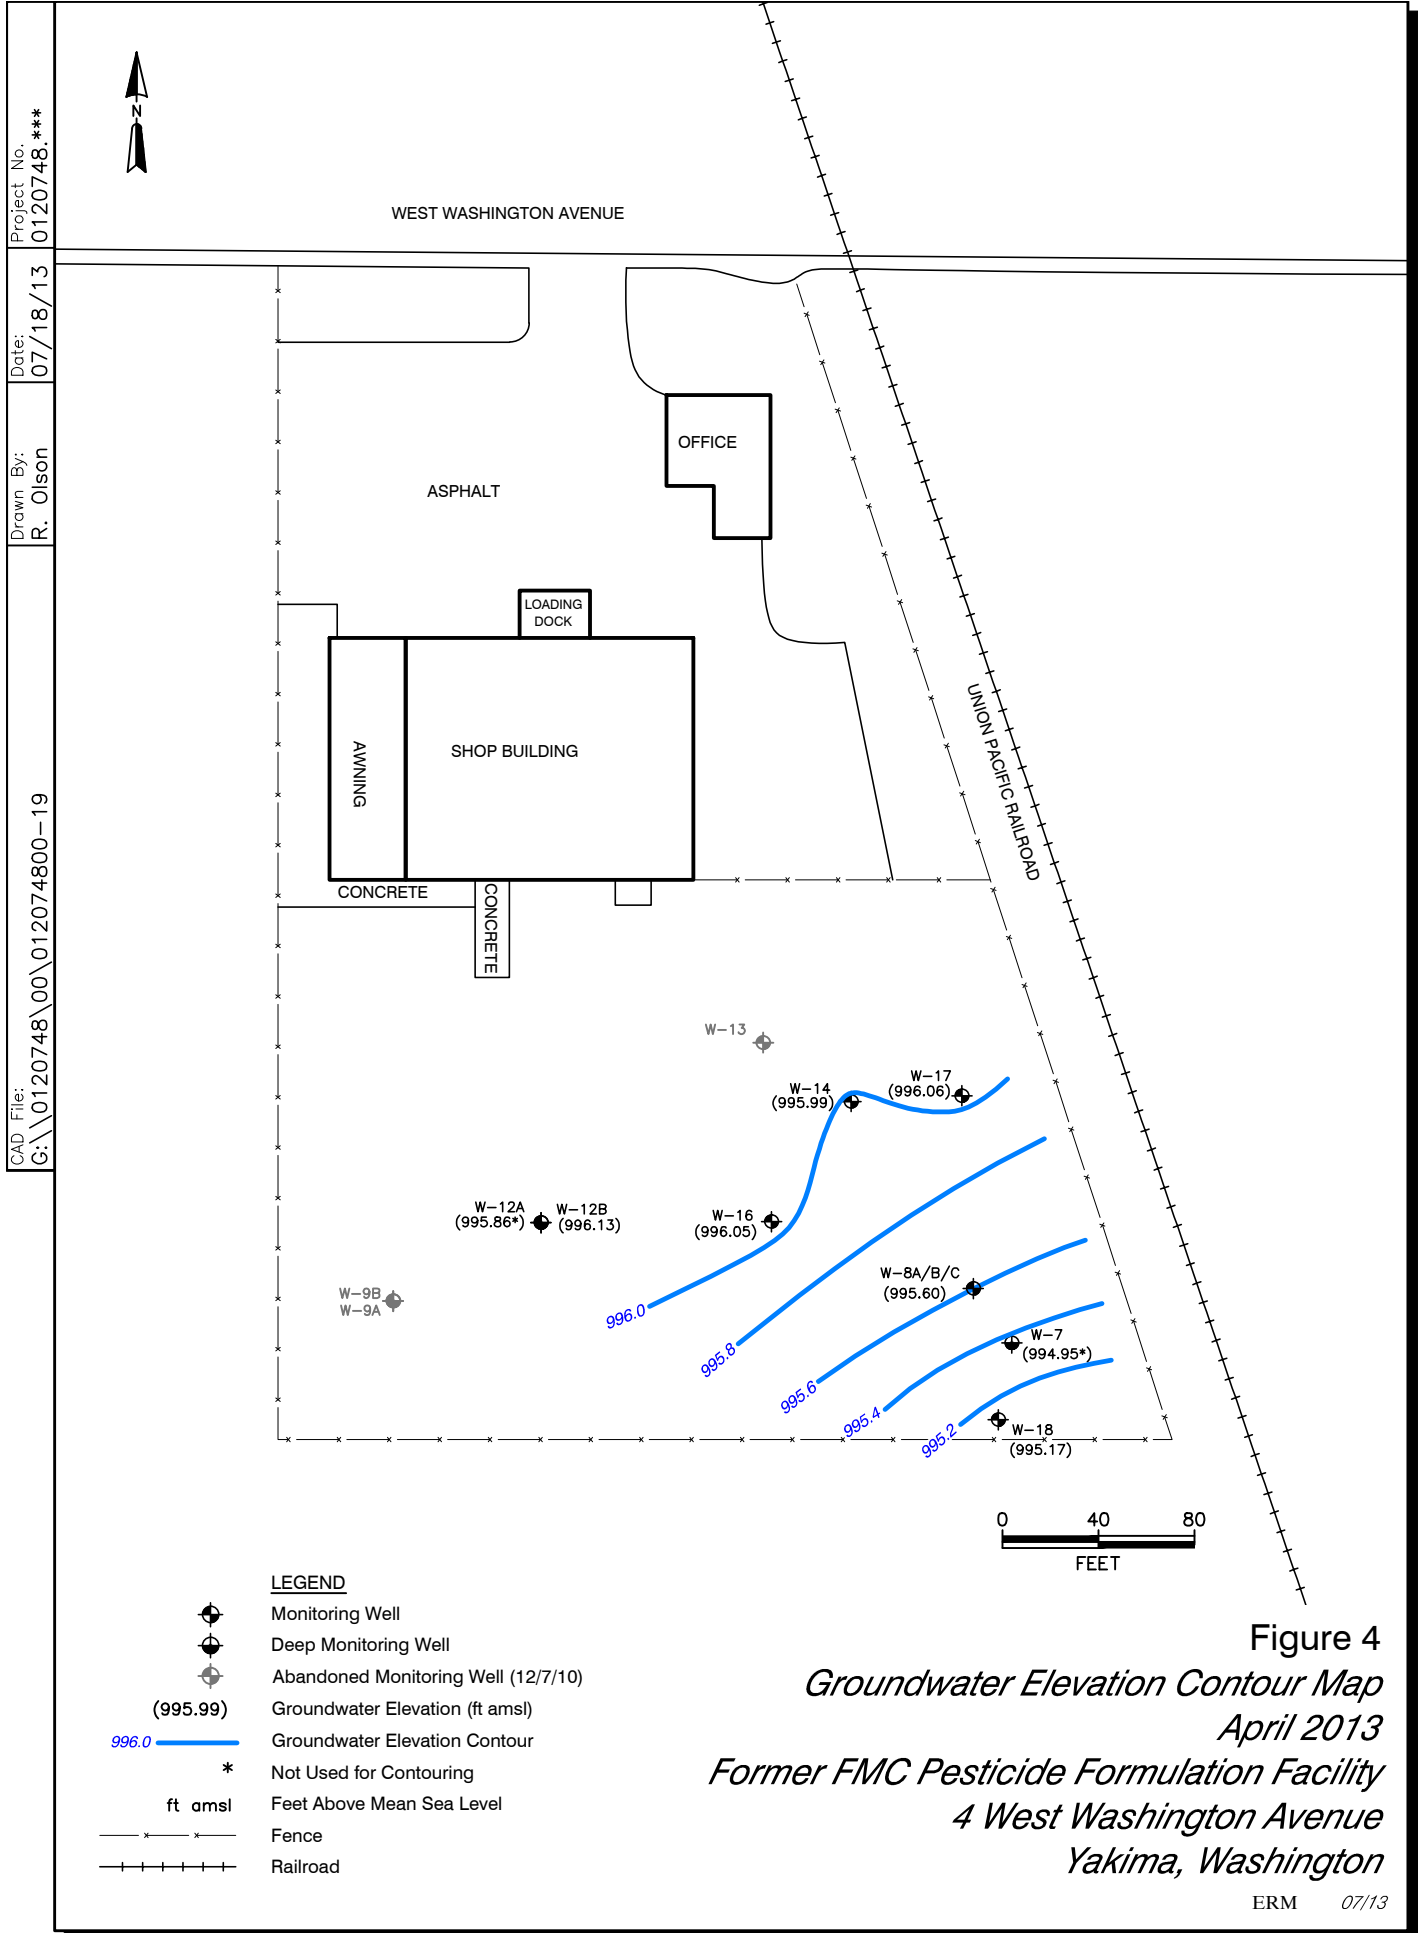 Project No.
0120748.***
Date:
07/18/13
Drawn By:
R. Olson
CAD File:
G:\\0120748\00\012074800-19
N
WEST WASHINGTON AVENUE
OFFICE
ASPHALT
LOADING
DOCK
AWNING
SHOP BUILDING
UNION PACIFIC RAILROAD
CONCRETE
CONCRETE
W-13
W-14
(995.99)
W-17
(996.06)
W-12A
(995.86*)
W-12B
(996.13)
W-16
(996.05)
W-8A/B/C
(995.60)
W-9B
W-9A
996.0
995.8
995.6
995.4
995.2
W-7
(994.95*)
W-18
(995.17)
0 40 80
FEET
LEGEND
Monitoring Well
Deep Monitoring Well
Abandoned Monitoring Well (12/7/10)
(995.99) Groundwater Elevation (ft amsl)
996.0 Groundwater Elevation Contour
* Not Used for Contouring
ft amsl Feet Above Mean Sea Level
Fence
Railroad
Figure 4
Groundwater Elevation Contour Map
April 2013
Former FMC Pesticide Formulation Facility
4 West Washington Avenue
Yakima, Washington
ERM 07/13